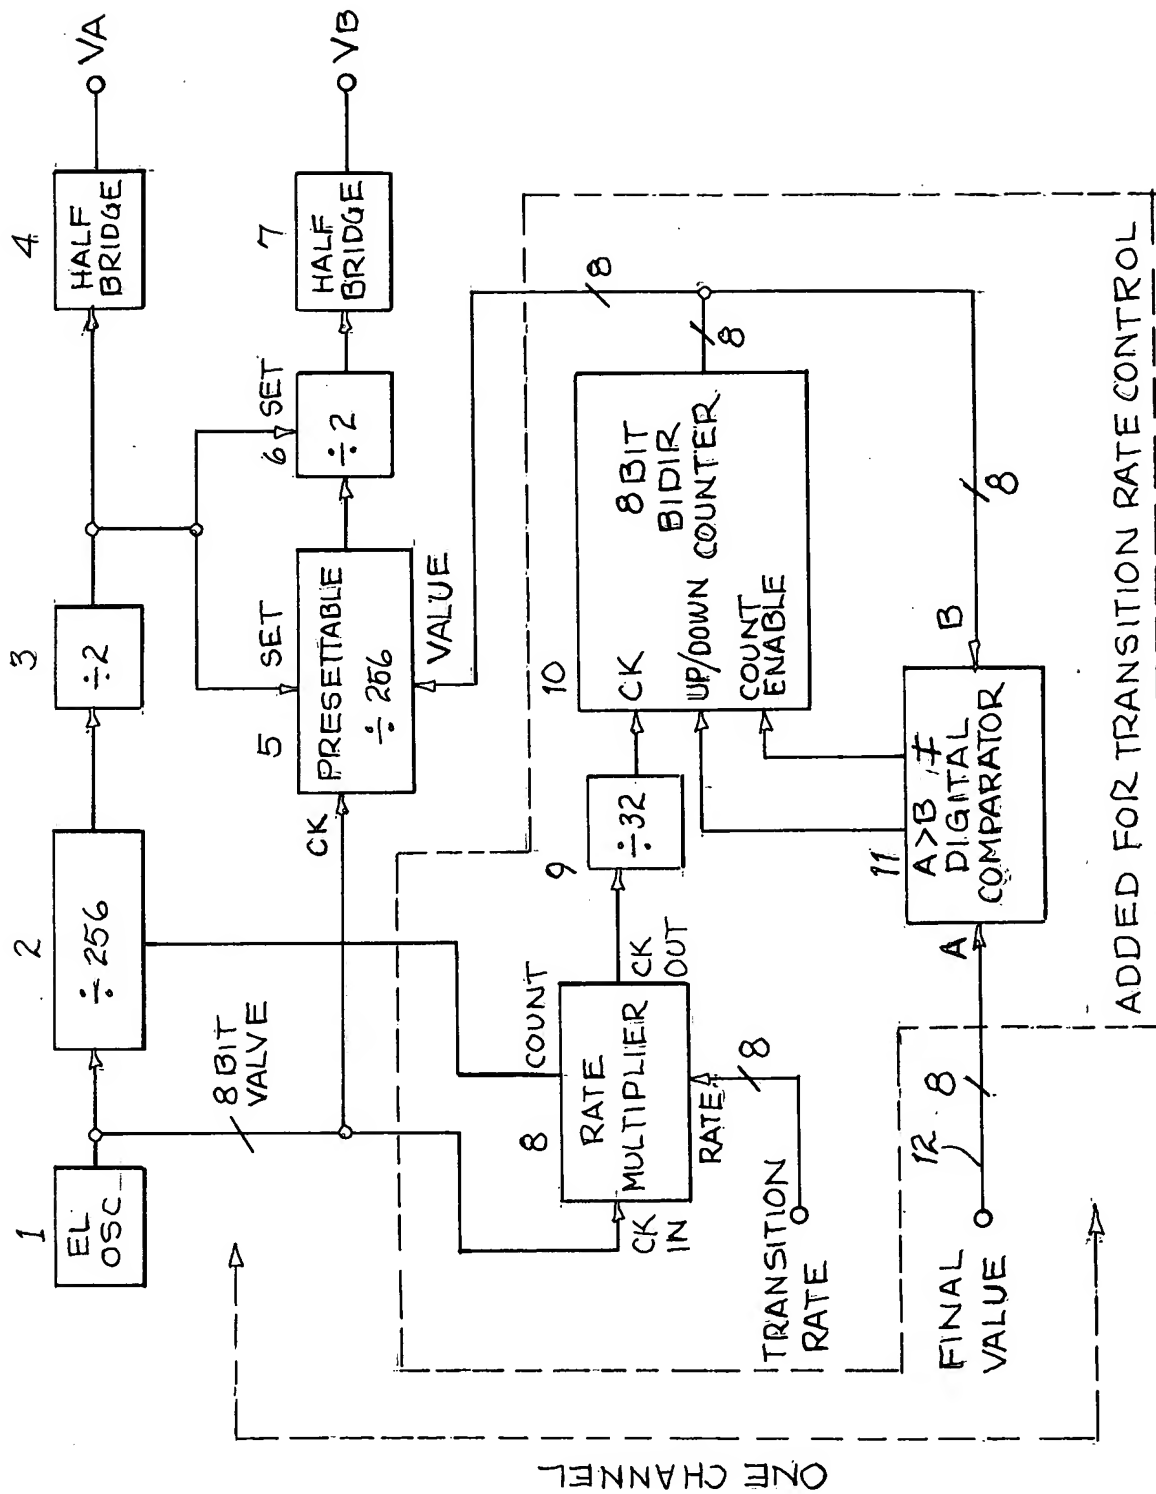 1
EL
OSC
2
÷256
3
÷2
4
HALF
BRIDGE
VA
8 BIT
VALVE
CK
5
PRESETTABLE
÷256
SET
VALUE
6
SET
÷2
7
HALF
BRIDGE
VB
8
COUNT
RATE
MULTIPLIER
CK
IN
CK
OUT
RATE
8
TRANSITION
RATE
9
÷32
10
CK
UP/DOWN
COUNT
ENABLE
8 BIT
BIDIR
COUNTER
8
8
8
11
A>B ≠
DIGITAL
COMPARATOR
A
B
12
8
FINAL
VALUE
ADDED FOR TRANSITION RATE CONTROL
ONE CHANNEL